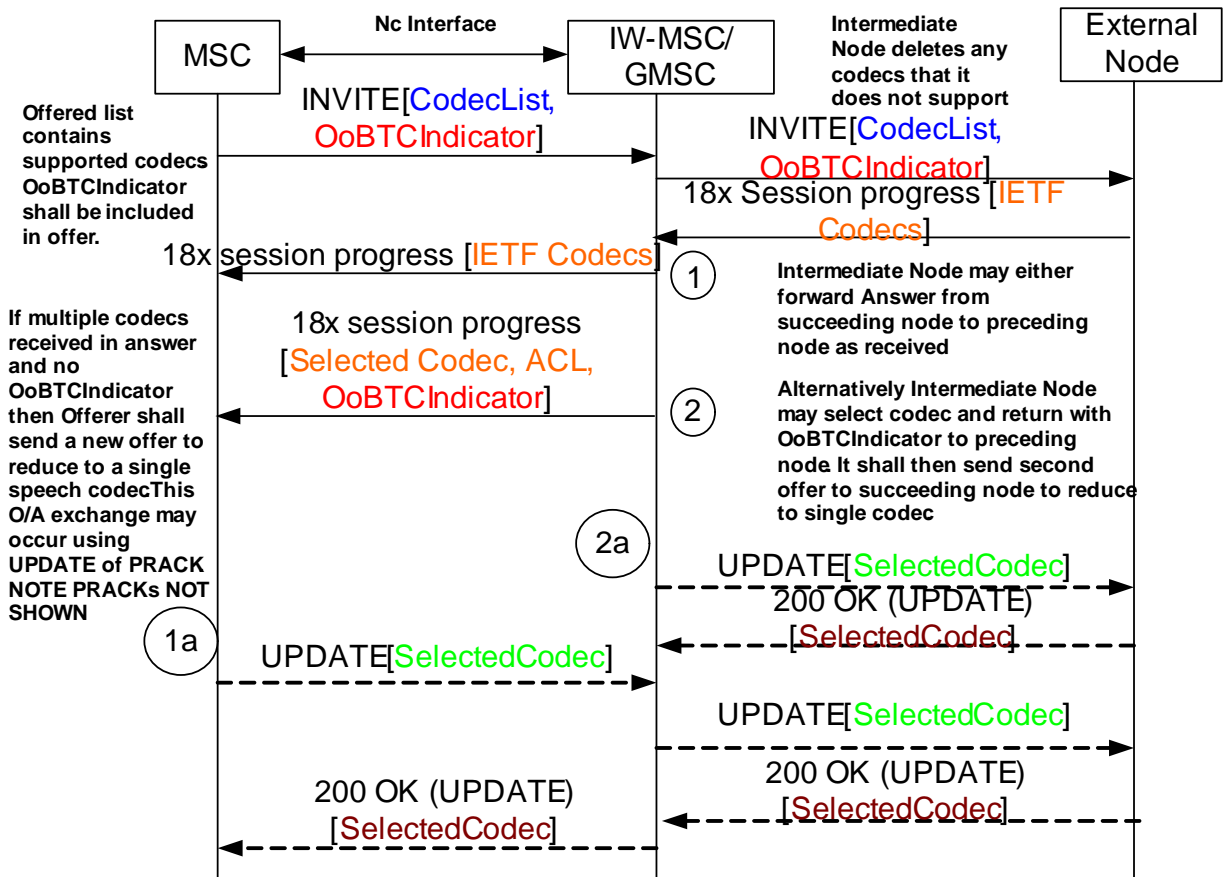 MSC
Nc Interface
IW-MSC/
GMSC
Intermediate
Node deletes any
codecs that it
does not support
External
Node
Offered list
contains
supported codecs
OoBTCIndicator
shall be included
in offer.
INVITE[CodecList,
OoBTCIndicator]
INVITE[CodecList,
OoBTCIndicator]
18x Session progress [IETF
Codecs]
18x session progress [IETF Codecs]
1
Intermediate Node may either
forward Answer from
succeeding node to preceding
node as received
If multiple codecs
received in answer
and no
OoBTCIndicator
then Offerer shall
send a new offer to
reduce to a single
speech codec.This
O/A exchange may
occur using
UPDATE of PRACK
NOTE PRACKs NOT
SHOWN
18x session progress
[Selected Codec, ACL,
OoBTCIndicator]
2
Alternatively Intermediate Node
may select codec and return with
OoBTCIndicator to preceding
node. It shall then send second
offer to succeeding node to reduce
to single codec
2a
UPDATE[SelectedCodec]
200 OK (UPDATE)
[SelectedCodec]
1a
UPDATE[SelectedCodec]
UPDATE[SelectedCodec]
200 OK (UPDATE)
[SelectedCodec]
200 OK (UPDATE)
[SelectedCodec]